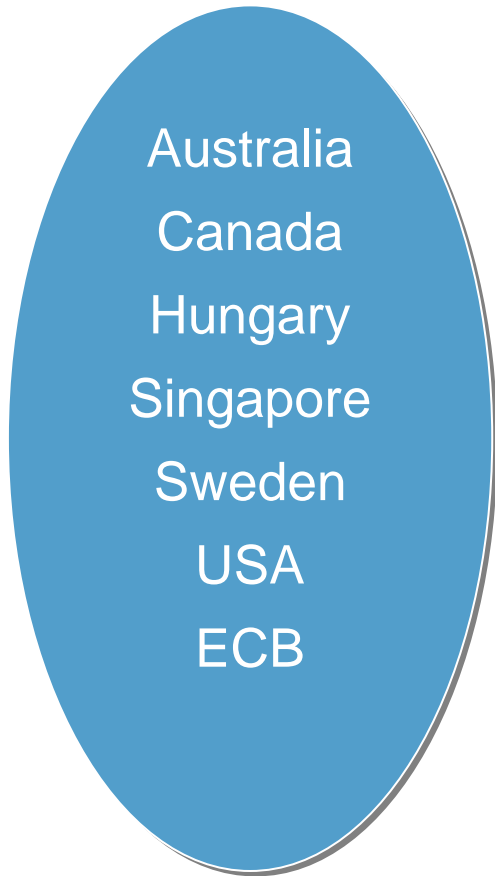 Australia
Canada
Hungary
Singapore
Sweden
USA
ECB